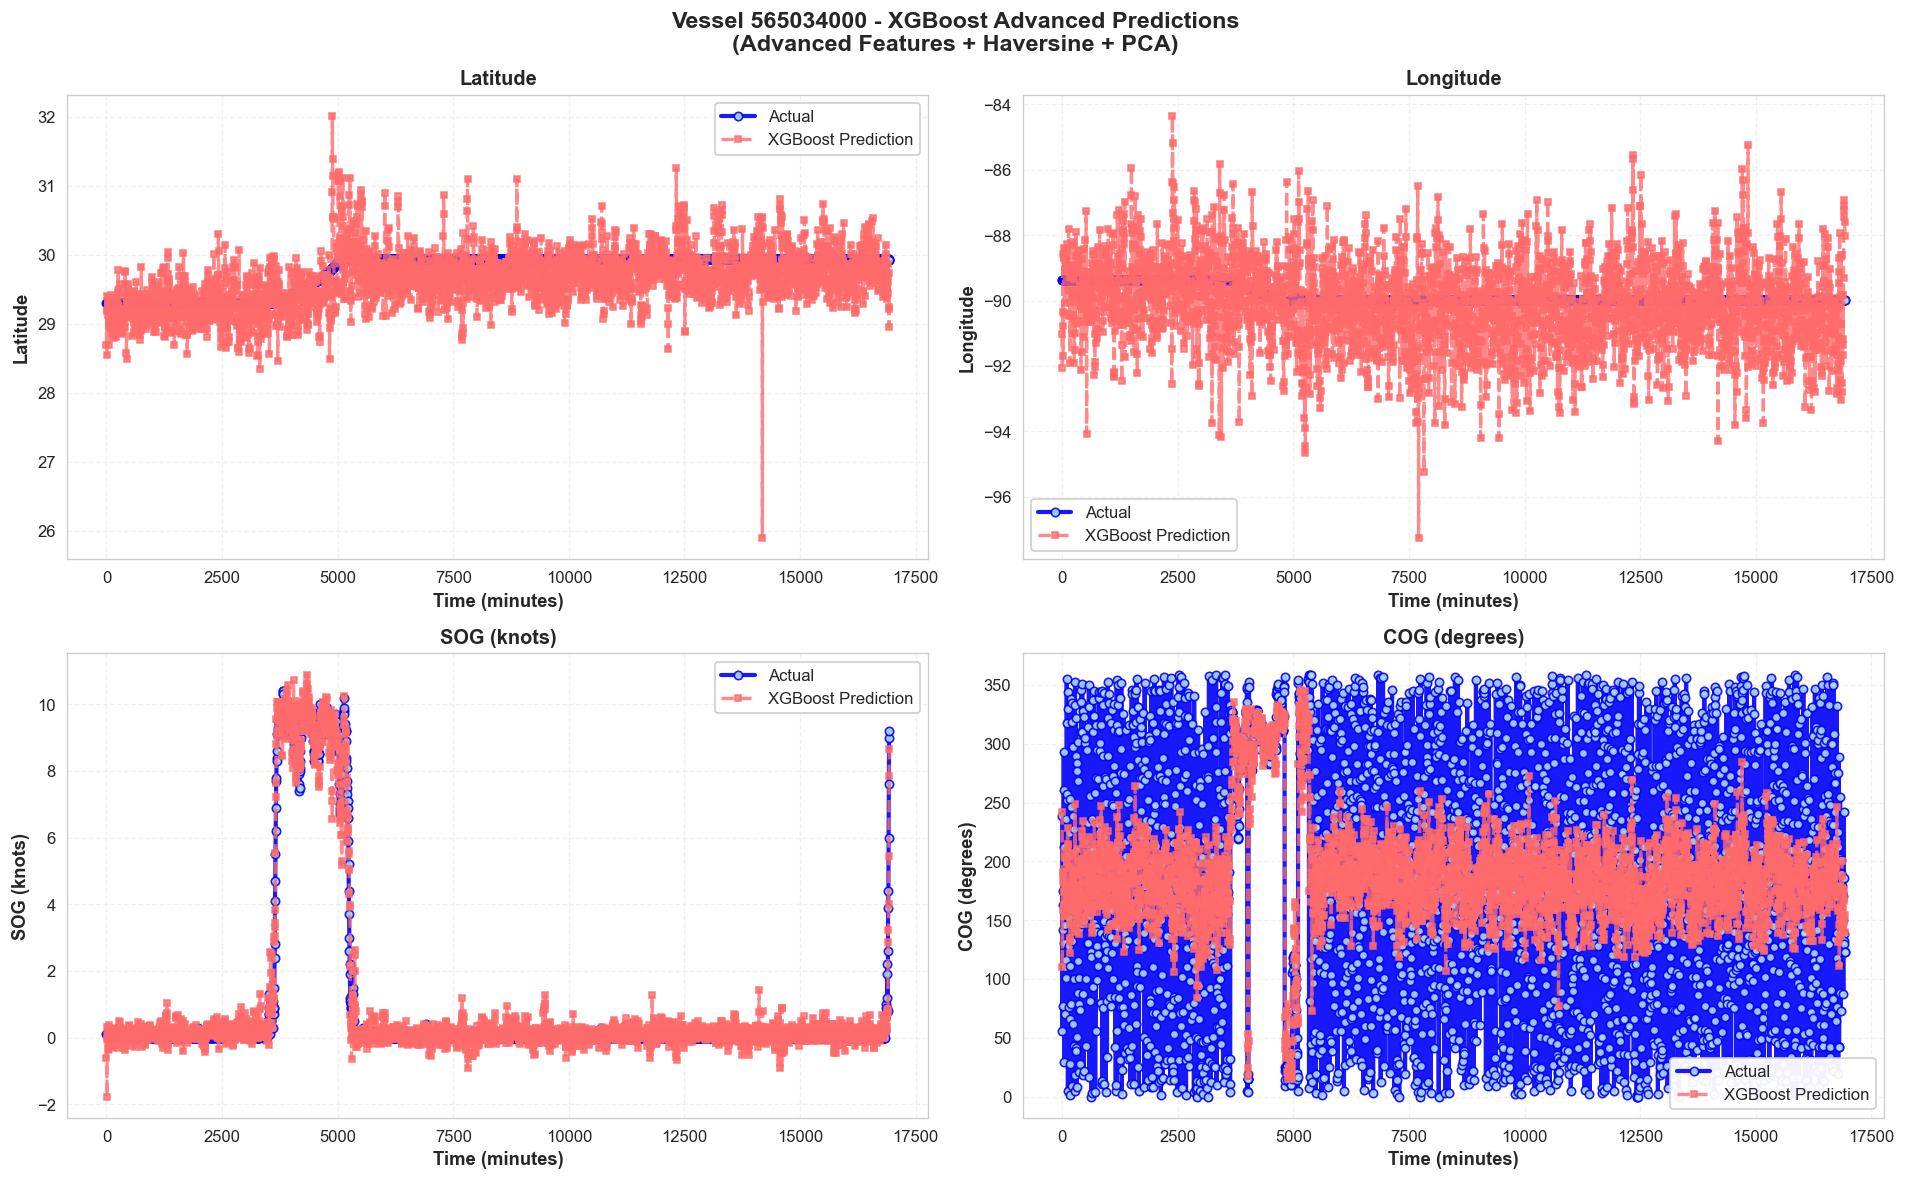 Vessel 565034000 - XGBoost Advanced Predictions
(Advanced Features + Haversine + PCA)
Latitude
32
31
30
29
28
27
26
Latitude
0 2500 5000 7500 10000 12500 15000 17500
Time (minutes)
Actual
XGBoost Prediction
Longitude
−84
−86
−88
−90
−92
−94
−96
Longitude
0 2500 5000 7500 10000 12500 15000 17500
Time (minutes)
Actual
XGBoost Prediction
SOG (knots)
10
8
6
4
2
0
−2
SOG (knots)
0 2500 5000 7500 10000 12500 15000 17500
Time (minutes)
Actual
XGBoost Prediction
COG (degrees)
350
300
250
200
150
100
50
0
COG (degrees)
0 2500 5000 7500 10000 12500 15000 17500
Time (minutes)
Actual
XGBoost Prediction